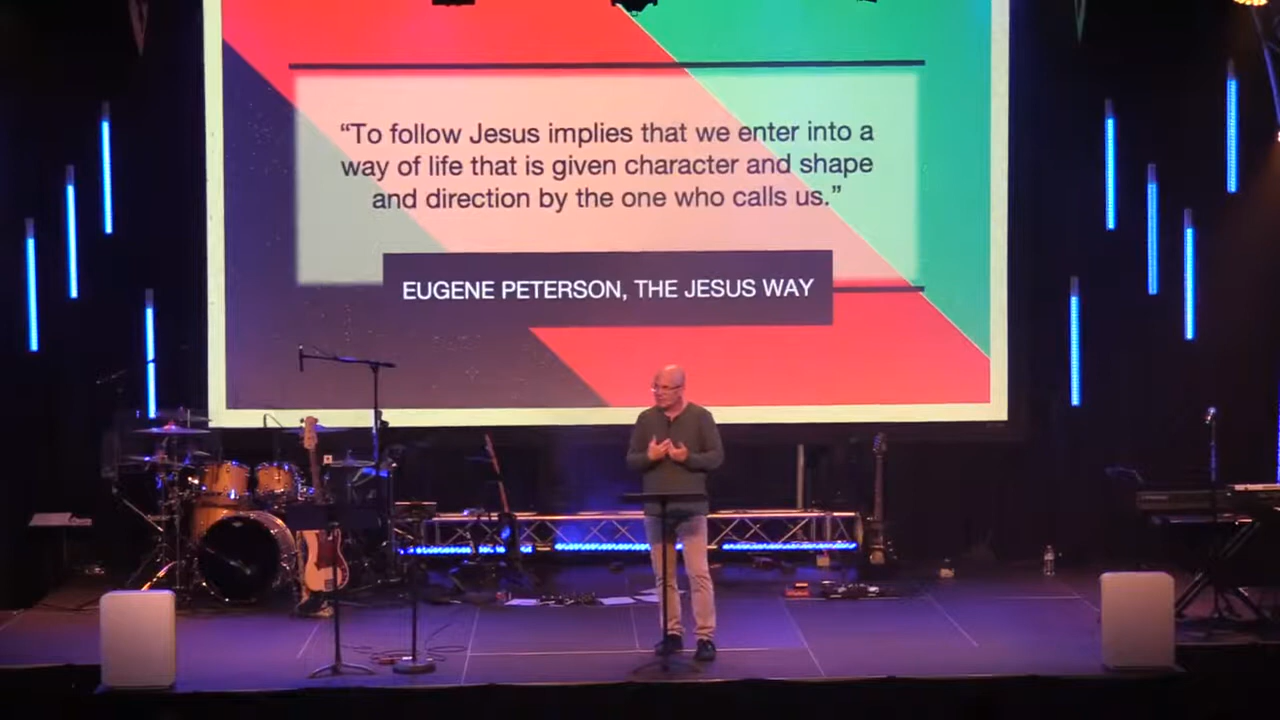 “To follow Jesus implies that we enter into a
way of life that is given character and shape
and direction by the one who calls us.”
EUGENE PETERSON, THE JESUS WAY